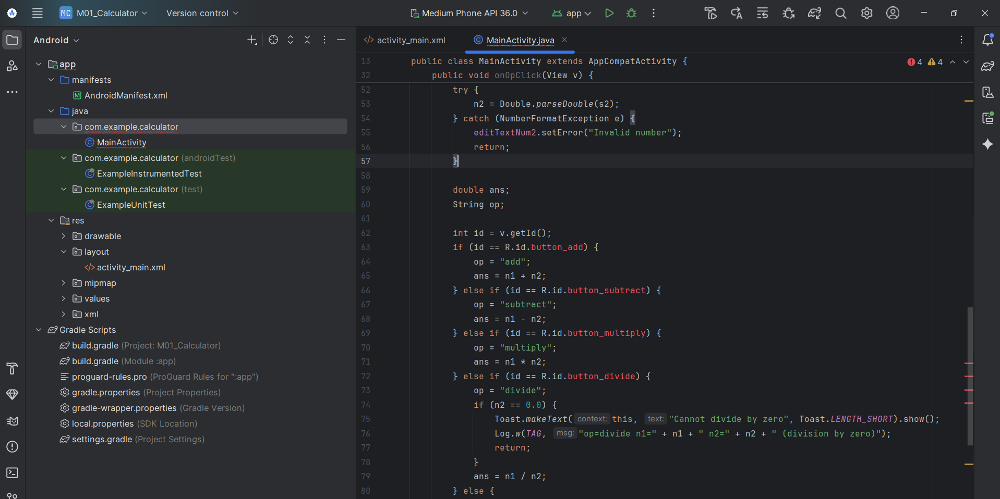 MC M01_Calculator Version control Medium Phone API 36.0 app
Android
app
manifests
AndroidManifest.xml
java
com.example.calculator
MainActivity
com.example.calculator (androidTest)
ExampleInstrumentedTest
com.example.calculator (test)
ExampleUnitTest
res
drawable
layout
activity_main.xml
mipmap
values
xml
Gradle Scripts
build.gradle (Project: M01_Calculator)
build.gradle (Module :app)
proguard-rules.pro (ProGuard Rules for ":app")
gradle.properties (Project Properties)
gradle-wrapper.properties (Gradle Version)
local.properties (SDK Location)
settings.gradle (Project Settings)
activity_main.xml MainActivity.java
4 4
13 public class MainActivity extends AppCompatActivity {
32 public void onOpClick(View v) {
52 try {
53 n2 = Double.parseDouble(s2);
54 } catch (NumberFormatException e) {
55 editTextNum2.setError("Invalid number");
56 return;
57 }
58
59 double ans;
60 String op;
61
62 int id = v.getId();
63 if (id == R.id.button_add) {
64 op = "add";
65 ans = n1 + n2;
66 } else if (id == R.id.button_subtract) {
67 op = "subtract";
68 ans = n1 - n2;
69 } else if (id == R.id.button_multiply) {
70 op = "multiply";
71 ans = n1 * n2;
72 } else if (id == R.id.button_divide) {
73 op = "divide";
74 if (n2 == 0.0) {
75 Toast.makeText( context: this, text: "Cannot divide by zero", Toast.LENGTH_SHORT).show();
76 Log.w(TAG, msg: "op=divide n1=" + n1 + " n2=" + n2 + " (division by zero)");
77 return;
78 }
79 ans = n1 / n2;
80 } else {